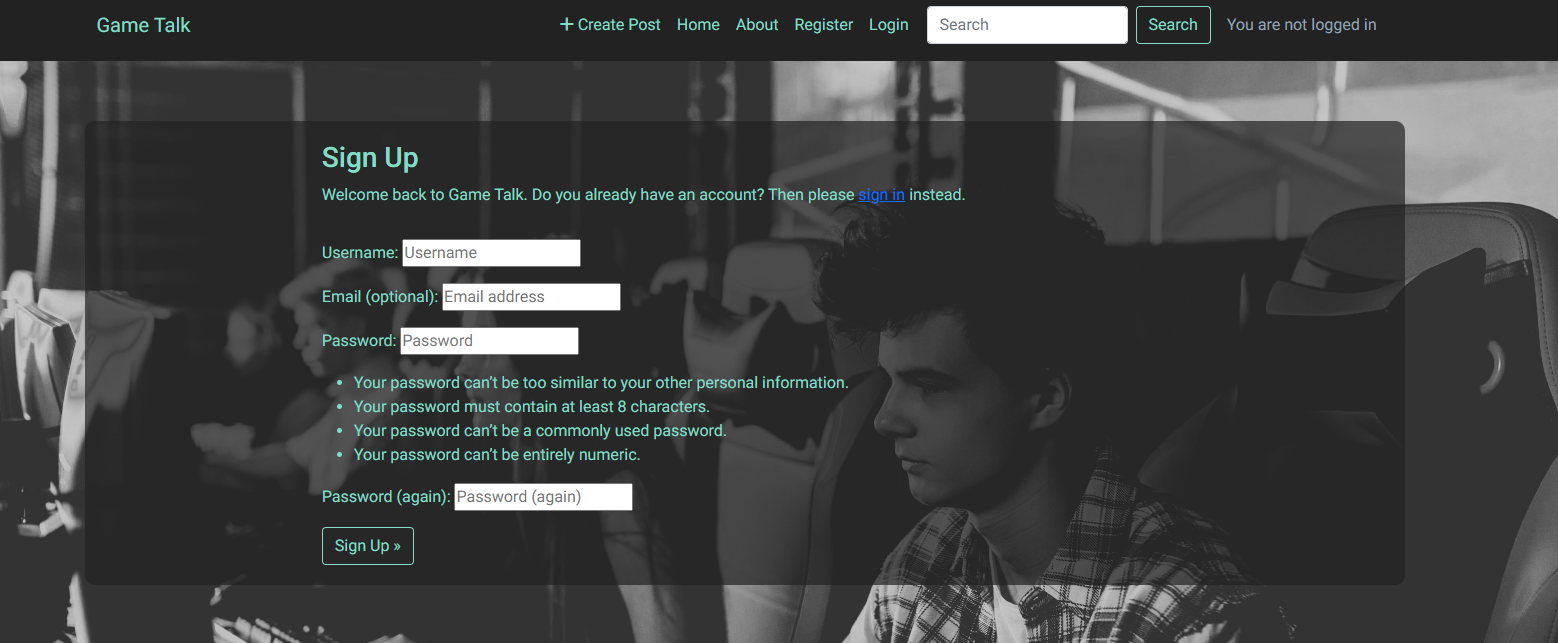 Game Talk
+ Create Post Home About Register Login Search Search You are not logged in
Sign Up
Welcome back to Game Talk. Do you already have an account? Then please sign in instead.
Username: Username
Email (optional): Email address
Password: Password
• Your password can’t be too similar to your other personal information.
• Your password must contain at least 8 characters.
• Your password can’t be a commonly used password.
• Your password can’t be entirely numeric.
Password (again): Password (again)
Sign Up »